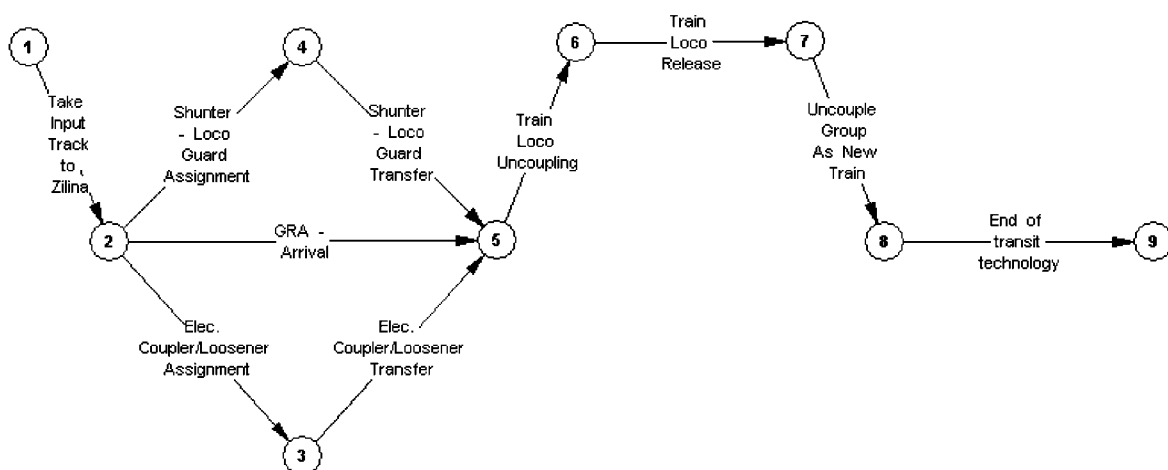 1
4
6
Train
Loco
Release
7
Take
Input
Track
to
Zilina
Shunter
- Loco
Guard
Assignment
Shunter
- Loco
Guard
Transfer
Train
Loco
Uncoupling
Uncouple
Group
As New
Train
2
GRA -
Arrival
5
8
End of
transit
technology
9
Elec.
Coupler/Loosener
Assignment
Elec.
Coupler/Loosener
Transfer
3